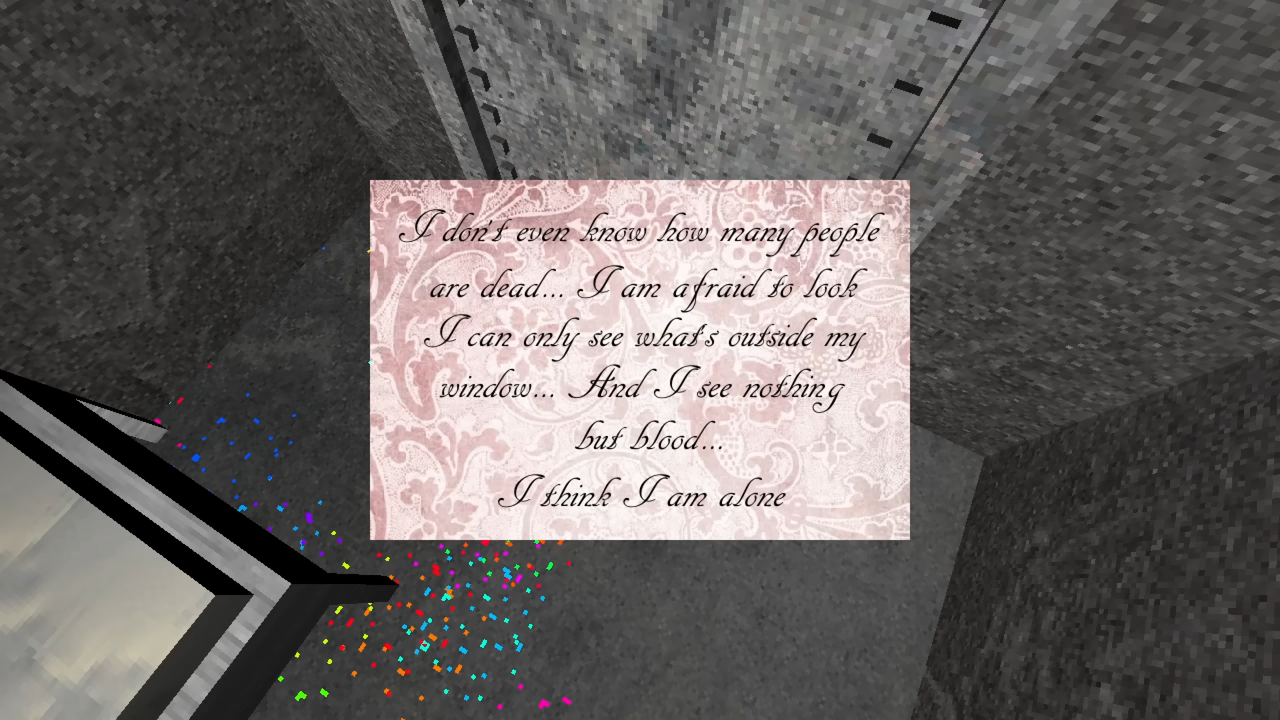 I don't even know how many people
are dead... I am afraid to look
I can only see what's outside my
window... And I see nothing
but blood...
I think I am alone